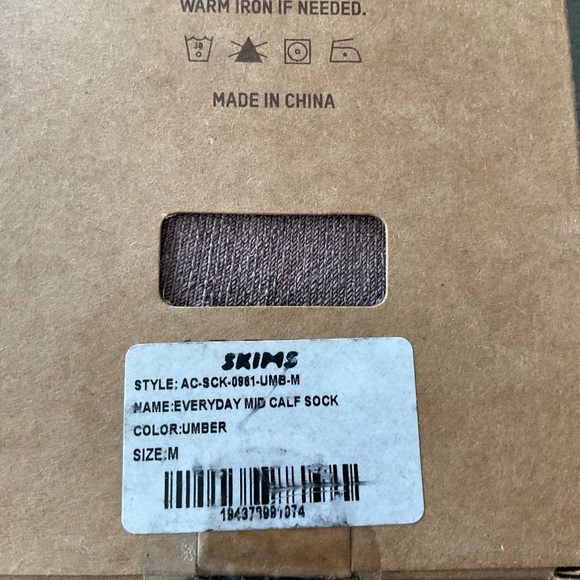 WARM IRON IF NEEDED.
30
MADE IN CHINA
SKIMS
STYLE: AC-SCK-0961-UMB-M
NAME:EVERYDAY MID CALF SOCK
COLOR:UMBER
SIZE:M